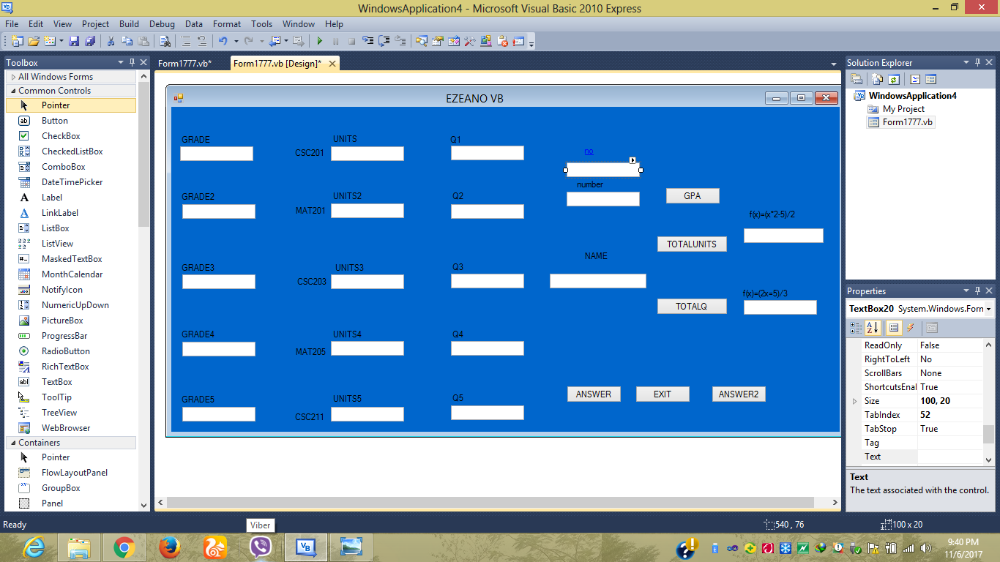 WindowsApplication4 - Microsoft Visual Basic 2010 Express
File Edit View Project Build Debug Data Format Tools Window Help
Toolbox
All Windows Forms
Common Controls
Pointer
Button
CheckBox
CheckedListBox
ComboBox
DateTimePicker
Label
LinkLabel
ListBox
ListView
MaskedTextBox
MonthCalendar
NotifyIcon
NumericUpDown
PictureBox
ProgressBar
RadioButton
RichTextBox
TextBox
ToolTip
TreeView
WebBrowser
Containers
Pointer
FlowLayoutPanel
GroupBox
Panel
Form1777.vb* Form1777.vb [Design]*
EZEANO VB
GRADE UNITS Q1
CSC201
no
number
GRADE2 UNITS2 Q2
MAT201
GPA
f(x)=(x^2-5)/2
TOTALUNITS
NAME
GRADE3 UNITS3 Q3
CSC203
f(x)=(2x=5)/3
TOTALQ
GRADE4 UNITS4 Q4
MAT205
ANSWER EXIT ANSWER2
GRADE5 UNITS5 Q5
CSC211
Solution Explorer
WindowsApplication4
My Project
Form1777.vb
Properties
TextBox20 System.Windows.Forn
ReadOnly False
RightToLeft No
ScrollBars None
ShortcutsEnal True
Size 100, 20
TabIndex 52
TabStop True
Tag
Text
Text
The text associated with the control.
Ready
540 , 76
100 x 20
Viber
9:40 PM
11/6/2017